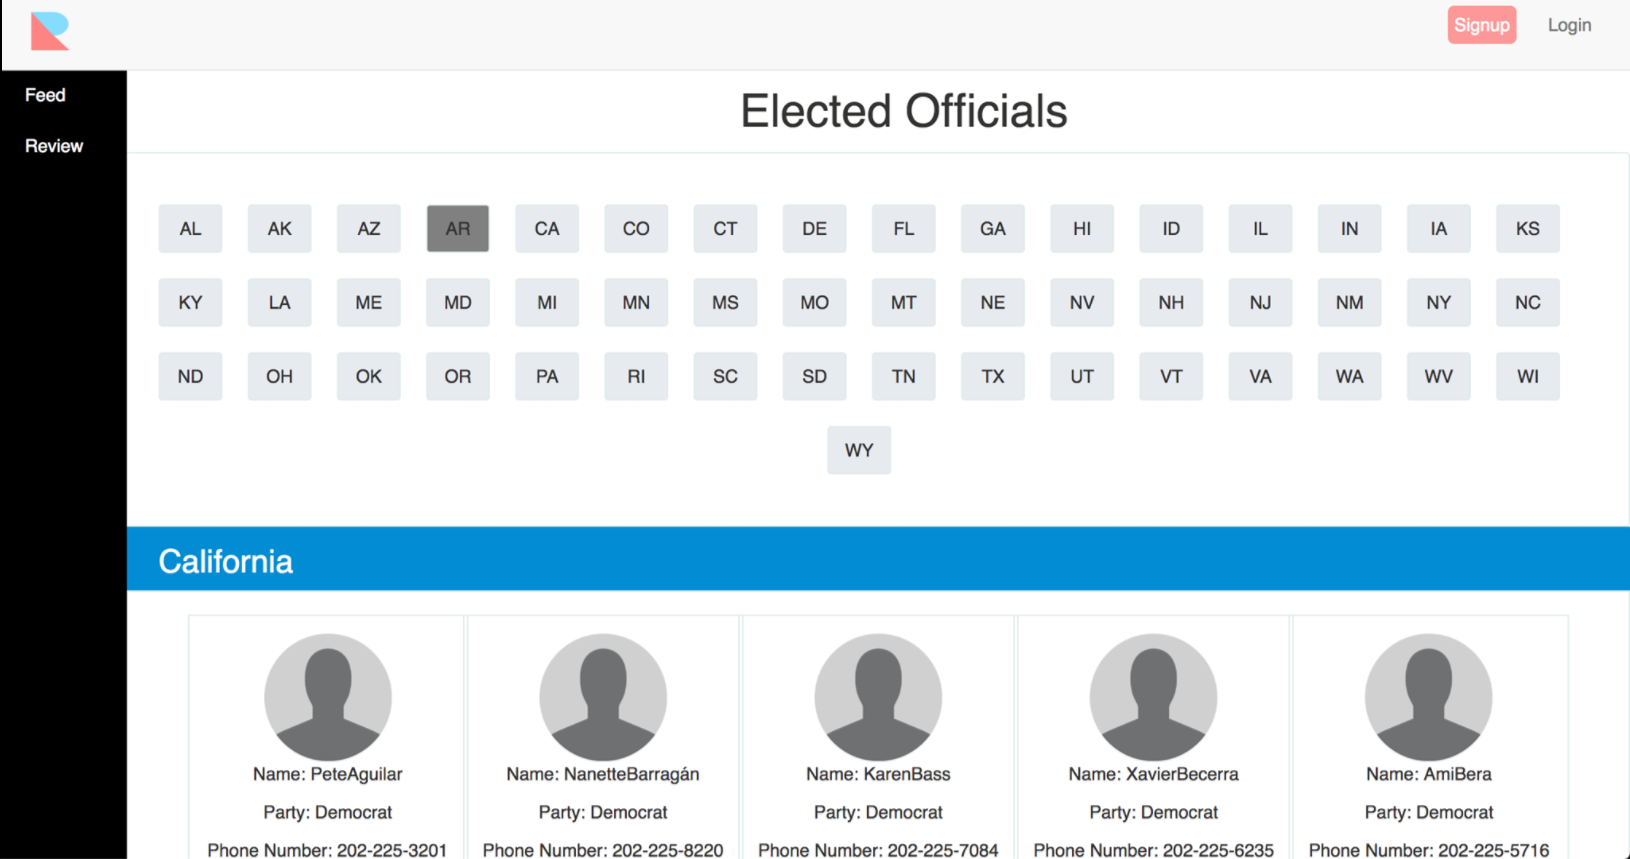 Signup Login
Feed
Review
Elected Officials
AL AK AZ AR CA CO CT DE FL GA HI ID IL IN IA KS
KY LA ME MD MI MN MS MO MT NE NV NH NJ NM NY NC
ND OH OK OR PA RI SC SD TN TX UT VT VA WA WV WI
WY
California
Name: PeteAguilar Name: NanetteBarragán Name: KarenBass Name: XavierBecerra Name: AmiBera
Party: Democrat Party: Democrat Party: Democrat Party: Democrat Party: Democrat
Phone Number: 202-225-3201 Phone Number: 202-225-8220 Phone Number: 202-225-7084 Phone Number: 202-225-6235 Phone Number: 202-225-5716